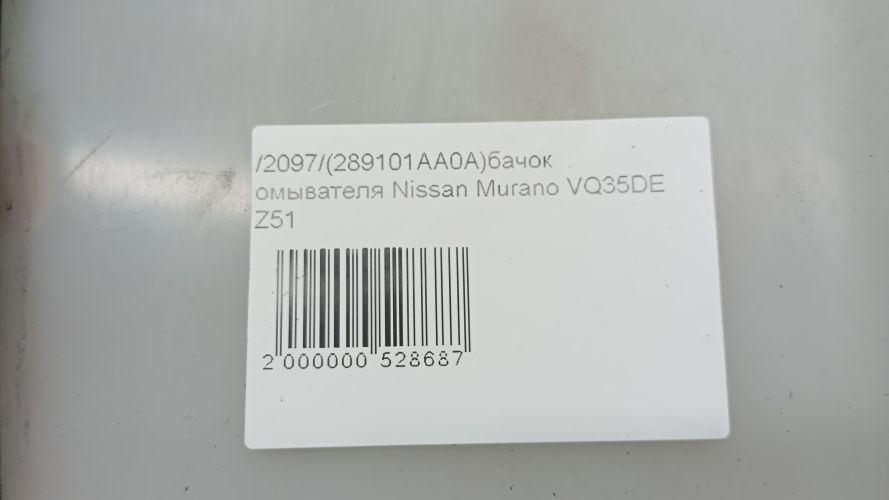 /2097/(289101AA0A)бачок
омывателя Nissan Murano VQ35DE
Z51
2 000000 528687